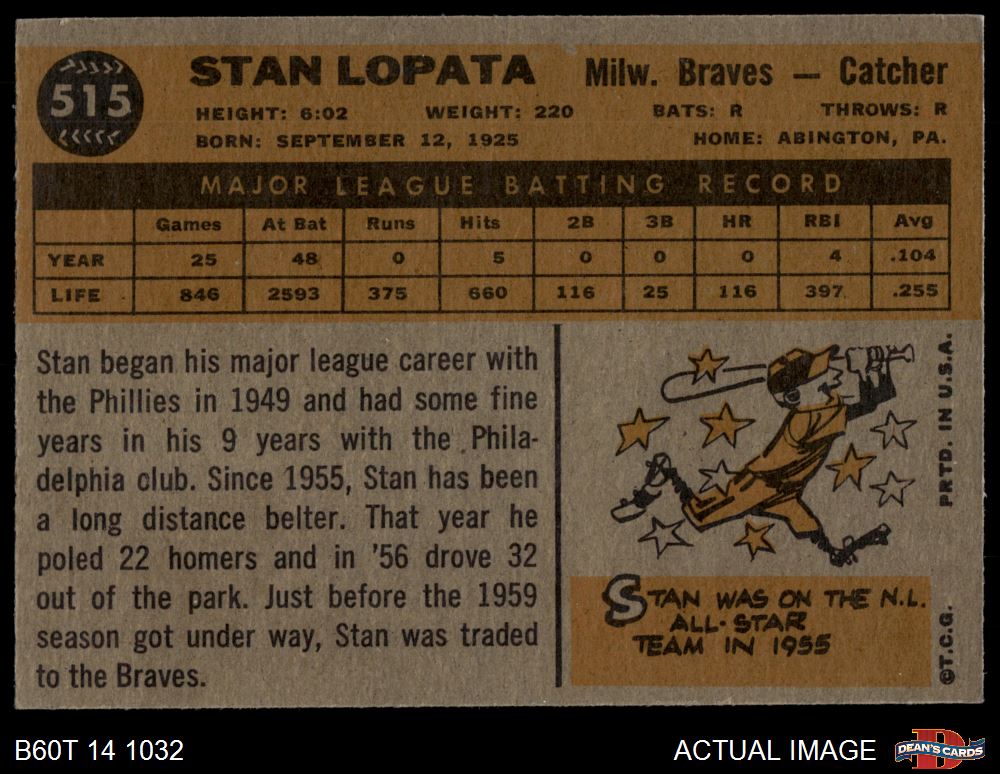 515
STAN LOPATA
Milw. Braves — Catcher
HEIGHT: 6:02 WEIGHT: 220 BATS: R THROWS: R
BORN: SEPTEMBER 12, 1925 HOME: ABINGTON, PA.
MAJOR LEAGUE BATTING RECORD
Games At Bat Runs Hits 2B 3B HR RBI Avg
YEAR 25 48 0 5 0 0 0 4 .104
LIFE 846 2593 375 660 116 25 116 397 .255
Stan began his major league career with
the Phillies in 1949 and had some fine
years in his 9 years with the Phila-
delphia club. Since 1955, Stan has been
a long distance belter. That year he
poled 22 homers and in '56 drove 32
out of the park. Just before the 1959
season got under way, Stan was traded
to the Braves.
STAN WAS ON THE N.L.
ALL-STAR
TEAM IN 1955
©T.C.G. PRTD. IN U.S.A.
B60T 14 1032
ACTUAL IMAGE
D
DEAN'S CARDS